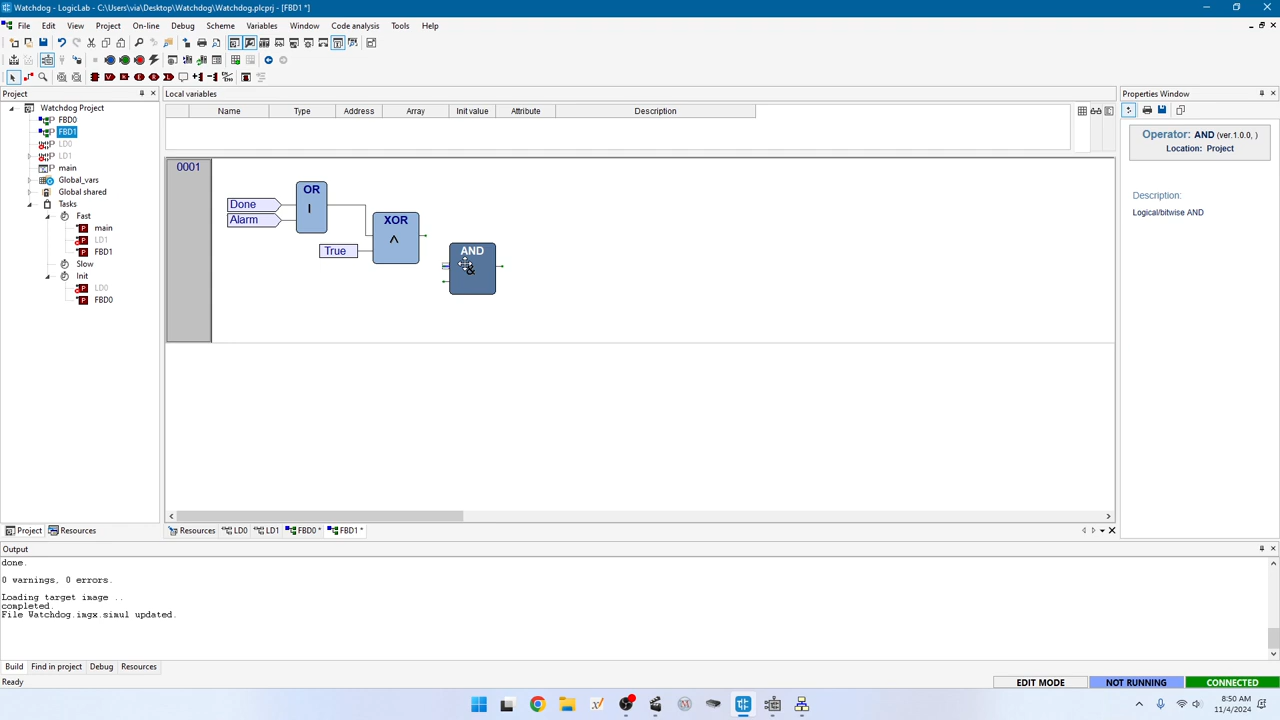 Watchdog - LogicLab - C:\Users\via\Desktop\Watchdog\Watchdog.plcprj - [FBD1 *]
File Edit View Project On-line Debug Scheme Variables Window Code analysis Tools Help
Project
Local variables
Properties Window
Watchdog Project
FBD0
FBD1
LD0
LD1
main
Global_vars
Global shared
Tasks
Fast
main
LD1
FBD1
Slow
Init
LD0
FBD0
Name Type Address Array Init value Attribute Description
0001
OR
|
Done
Alarm
XOR
^
True
AND
&
Operator: AND (ver.1.0.0, )
Location: Project
Description:
Logical/bitwise AND
Project Resources
Resources LD0 LD1 FBD0 * FBD1 *
Output
done.
0 warnings, 0 errors.
Loading target image ..
completed.
File Watchdog.imgx.simul updated.
Build Find in project Debug Resources
Ready
EDIT MODE NOT RUNNING CONNECTED
8:50 AM
11/4/2024